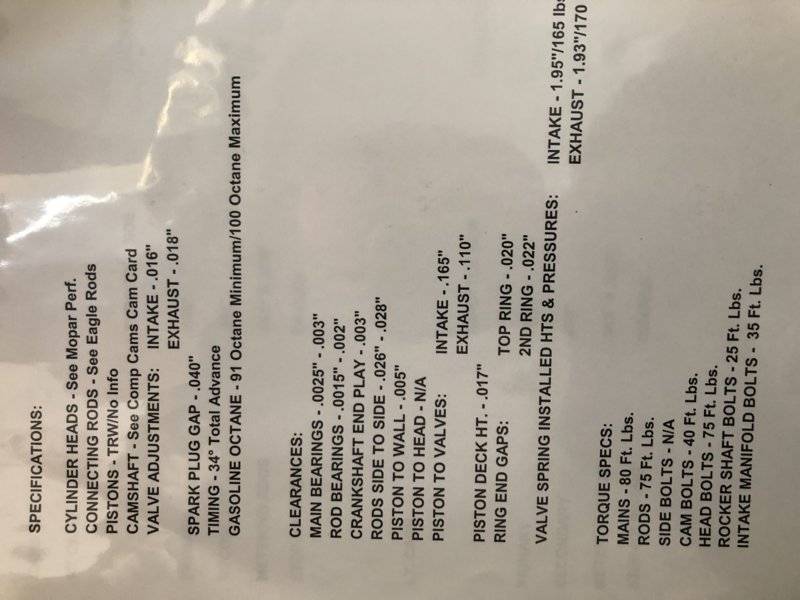 SPECIFICATIONS:
CYLINDER HEADS - See Mopar Perf.
CONNECTING RODS - See Eagle Rods
PISTONS - TRW/No Info
CAMSHAFT - See Comp Cams Cam Card
VALVE ADJUSTMENTS: INTAKE - .016"
EXHAUST - .018"
SPARK PLUG GAP - .040"
TIMING - 34° Total Advance
GASOLINE OCTANE - 91 Octane Minimum/100 Octane Maximum
CLEARANCES:
MAIN BEARINGS - .0025" - .003"
ROD BEARINGS - .0015" - .002"
CRANKSHAFT END PLAY - .003"
RODS SIDE TO SIDE - .026" - .028"
PISTON TO WALL - .005"
PISTON TO HEAD - N/A
PISTON TO VALVES: INTAKE - .165"
EXHAUST - .110"
PISTON DECK HT. - .017"
RING END GAPS: TOP RING - .020"
2ND RING - .022"
VALVE SPRING INSTALLED HTS & PRESSURES: INTAKE - 1.95"/165 lbs
EXHAUST - 1.93"/170
TORQUE SPECS:
MAINS - 80 Ft. Lbs.
RODS - 75 Ft. Lbs.
SIDE BOLTS - N/A
CAM BOLTS - 40 Ft. Lbs.
HEAD BOLTS - 75 Ft. Lbs.
ROCKER SHAFT BOLTS - 25 Ft. Lbs.
INTAKE MANIFOLD BOLTS - 35 Ft. Lbs.